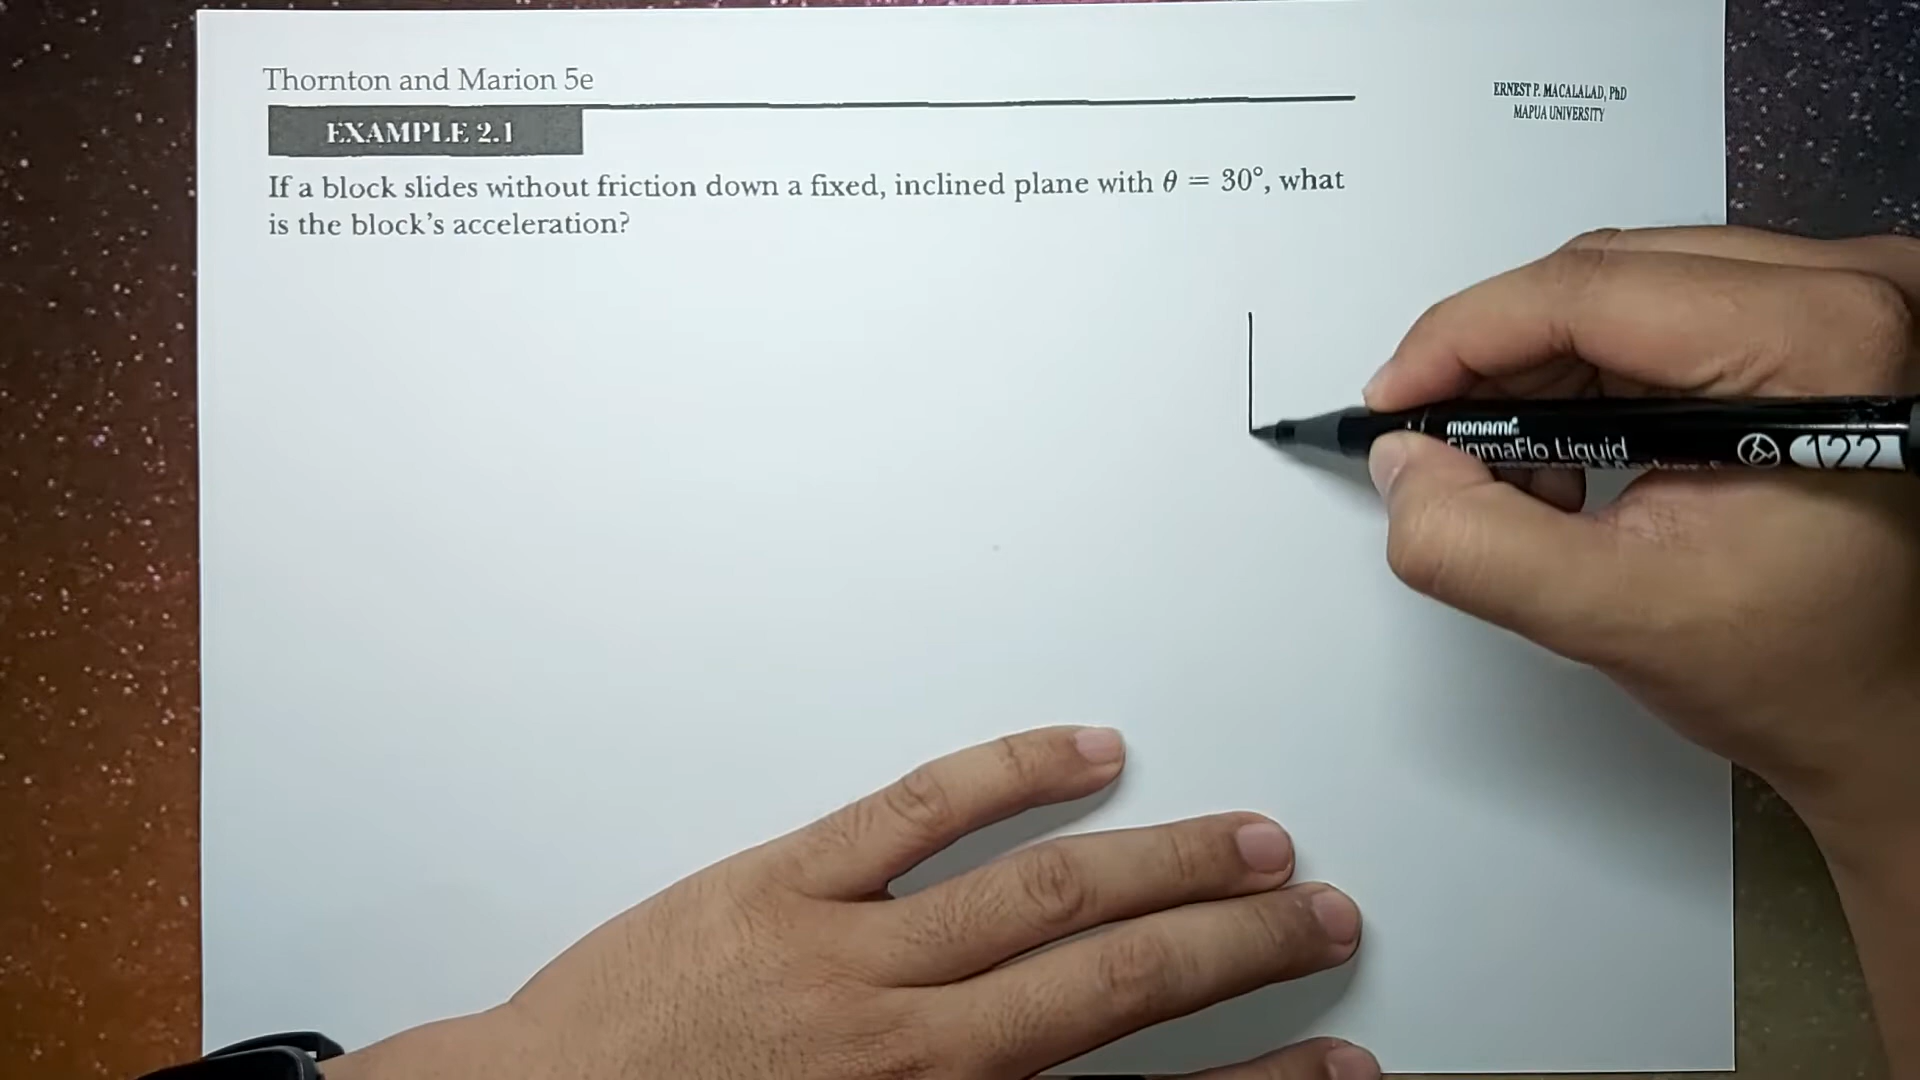 Thornton and Marion 5e
ERNEST P. MACALALAD, PhD
MAPUA UNIVERSITY
EXAMPLE 2.1
If a block slides without friction down a fixed, inclined plane with θ = 30°, what
is the block's acceleration?
monami
SigmaFlo Liquid
122